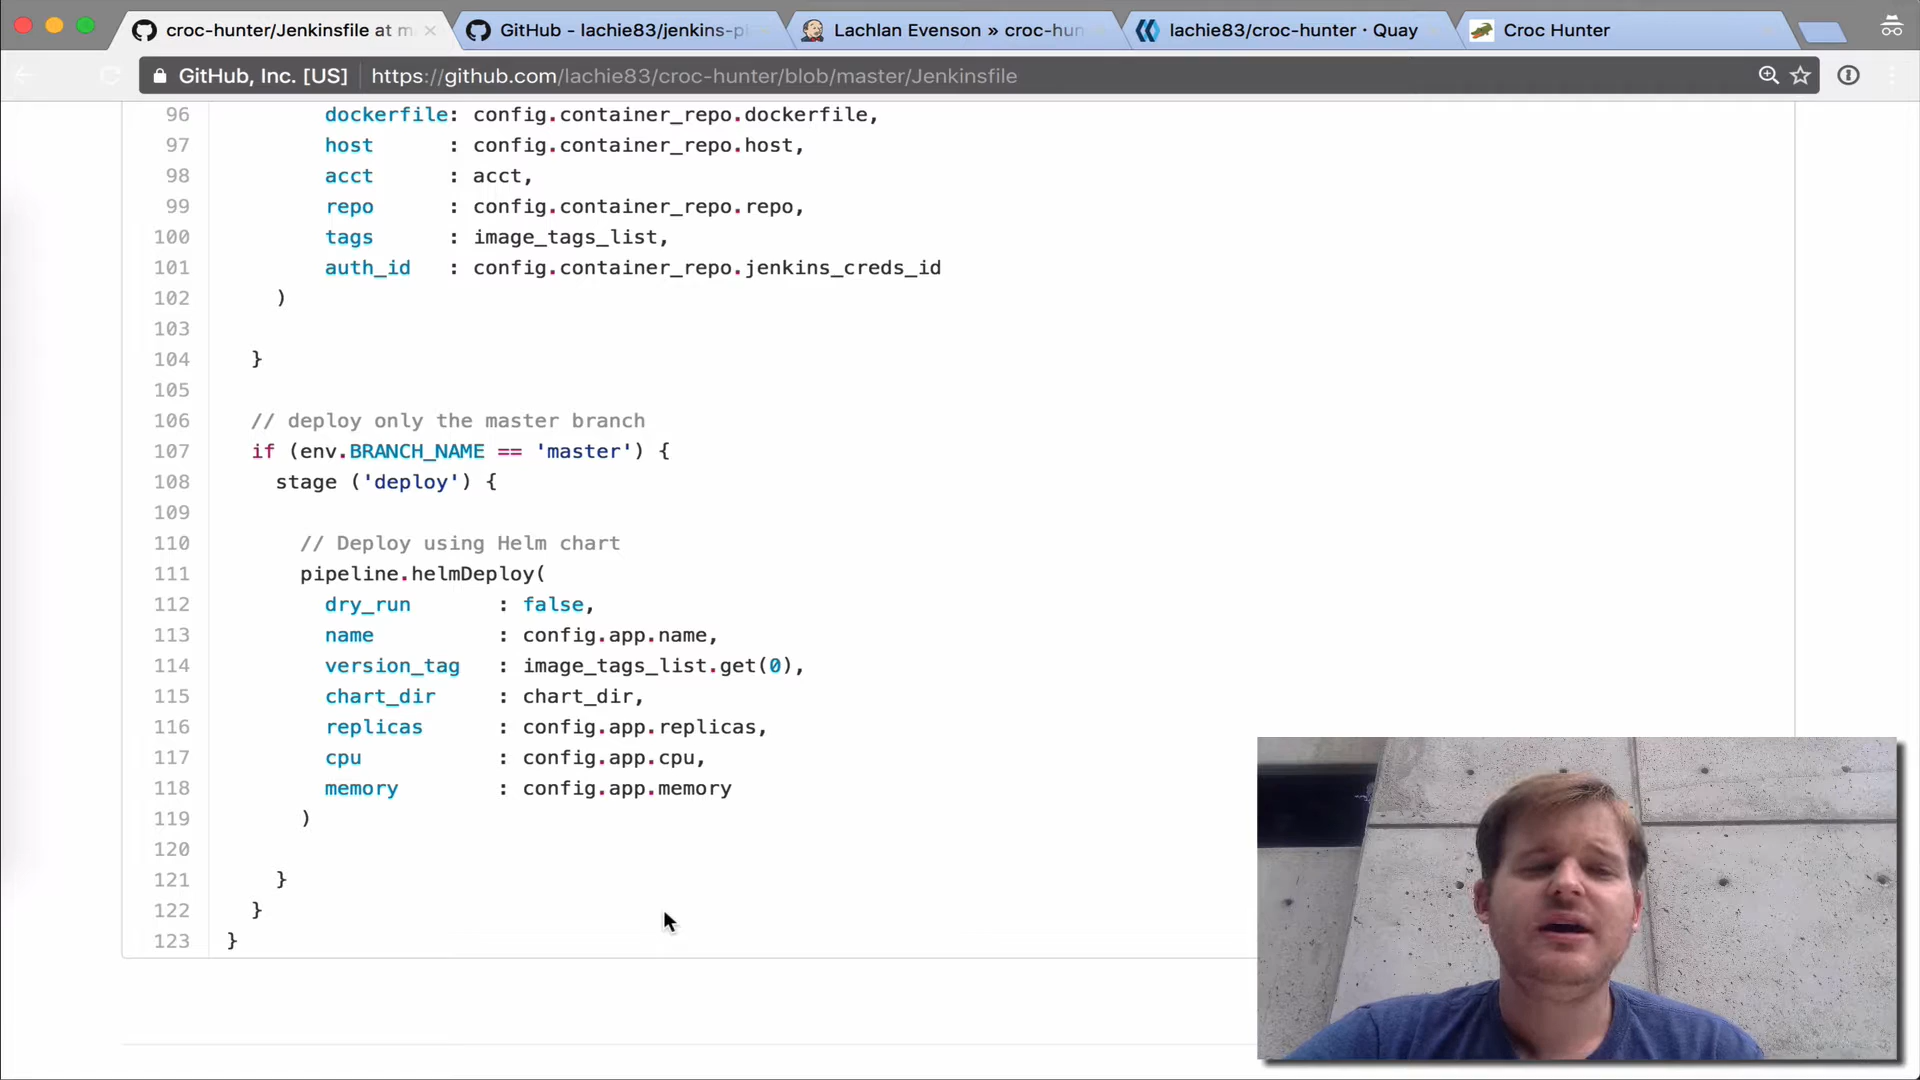 croc-hunter/Jenkinsfile at m
GitHub - lachie83/jenkins-pi
Lachlan Evenson » croc-hun
lachie83/croc-hunter · Quay
Croc Hunter
GitHub, Inc. [US]
https://github.com/lachie83/croc-hunter/blob/master/Jenkinsfile
96 dockerfile: config.container_repo.dockerfile,
97 host : config.container_repo.host,
98 acct : acct,
99 repo : config.container_repo.repo,
100 tags : image_tags_list,
101 auth_id : config.container_repo.jenkins_creds_id
102 )
103
104 }
105
106 // deploy only the master branch
107 if (env.BRANCH_NAME == 'master') {
108 stage ('deploy') {
109
110 // Deploy using Helm chart
111 pipeline.helmDeploy(
112 dry_run : false,
113 name : config.app.name,
114 version_tag : image_tags_list.get(0),
115 chart_dir : chart_dir,
116 replicas : config.app.replicas,
117 cpu : config.app.cpu,
118 memory : config.app.memory
119 )
120
121 }
122 }
123 }